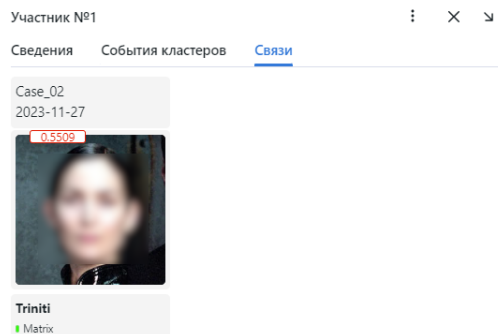 Участник №1
Сведения События кластеров Связи
Case_02
2023-11-27
0.5509
Triniti
Matrix